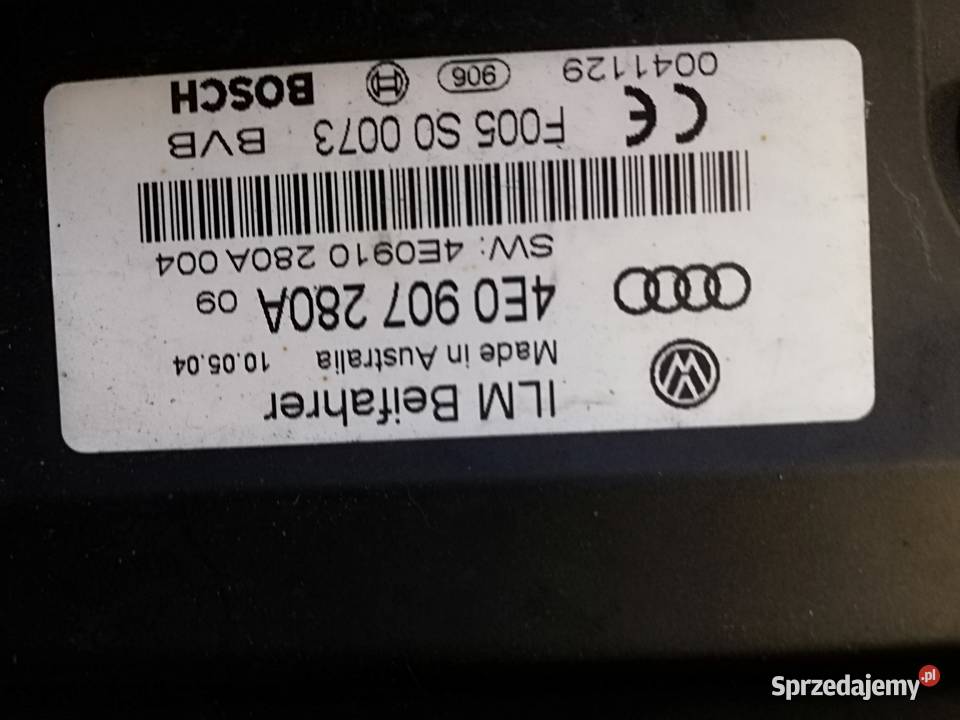 ILM Beifahrer
Made in Australia 10.05.04
4E0 907 280A 09
SW: 4E0910 280A 004
F005 S0 0073 BVB
0041129 906 BOSCH
Sprzedajemy.pl